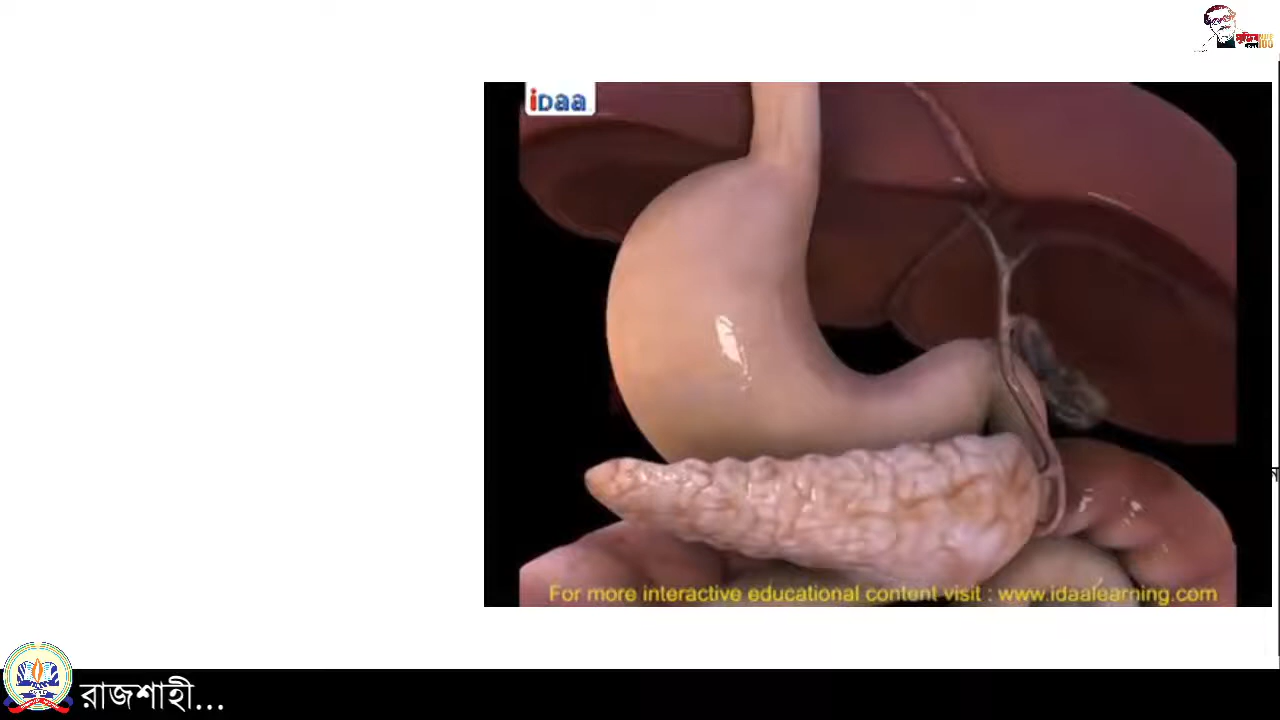 iDaa
For more interactive educational content visit : www.idaalearning.com
রাজশাহী...